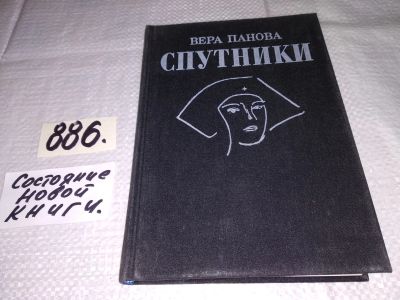 ВЕРА ПАНОВА
СПУТНИКИ
886.
Состояние
новой
книги.